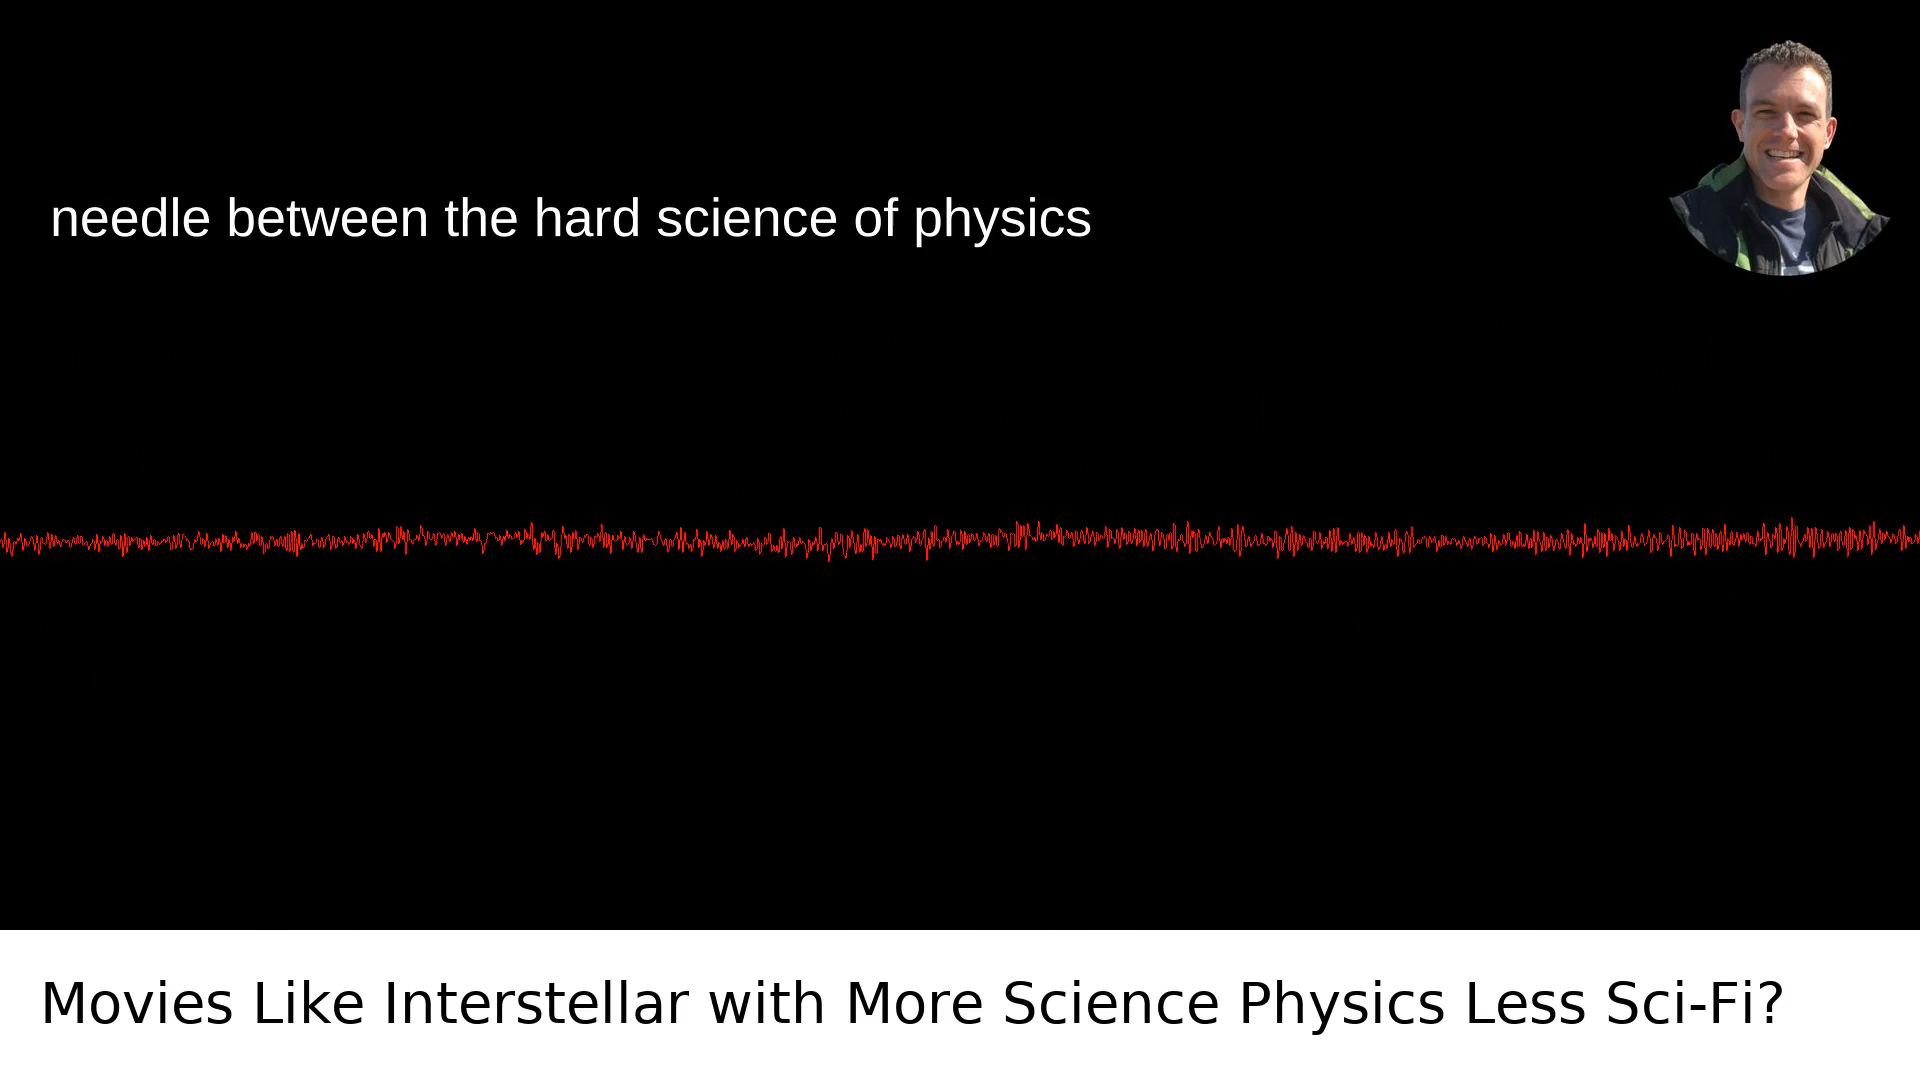 needle between the hard science of physics
Movies Like Interstellar with More Science Physics Less Sci-Fi?